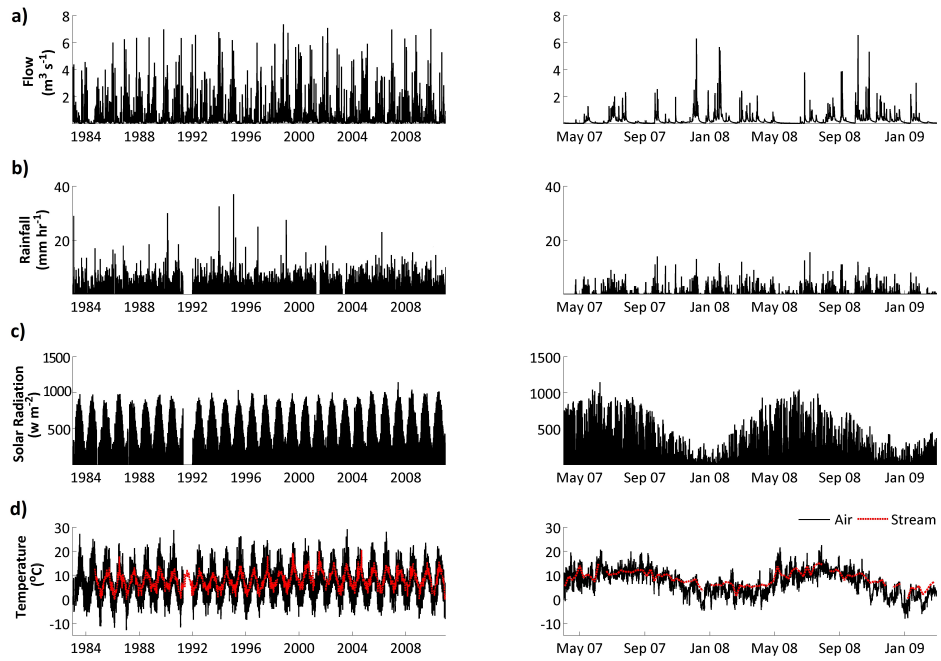 a)
Flow
(m³ s⁻¹)
8
6
4
2
1984 1988 1992 1996 2000 2004 2008
8
6
4
2
May 07 Sep 07 Jan 08 May 08 Sep 08 Jan 09
b)
Rainfall
(mm hr⁻¹)
40
20
1984 1988 1992 1996 2000 2004 2008
40
20
May 07 Sep 07 Jan 08 May 08 Sep 08 Jan 09
c)
Solar Radiation
(w m⁻²)
1500
1000
500
1984 1988 1992 1996 2000 2004 2008
1500
1000
500
May 07 Sep 07 Jan 08 May 08 Sep 08 Jan 09
d)
Temperature
(⁰C)
30
20
10
0
-10
1984 1988 1992 1996 2000 2004 2008
Air Stream
30
20
10
0
-10
May 07 Sep 07 Jan 08 May 08 Sep 08 Jan 09